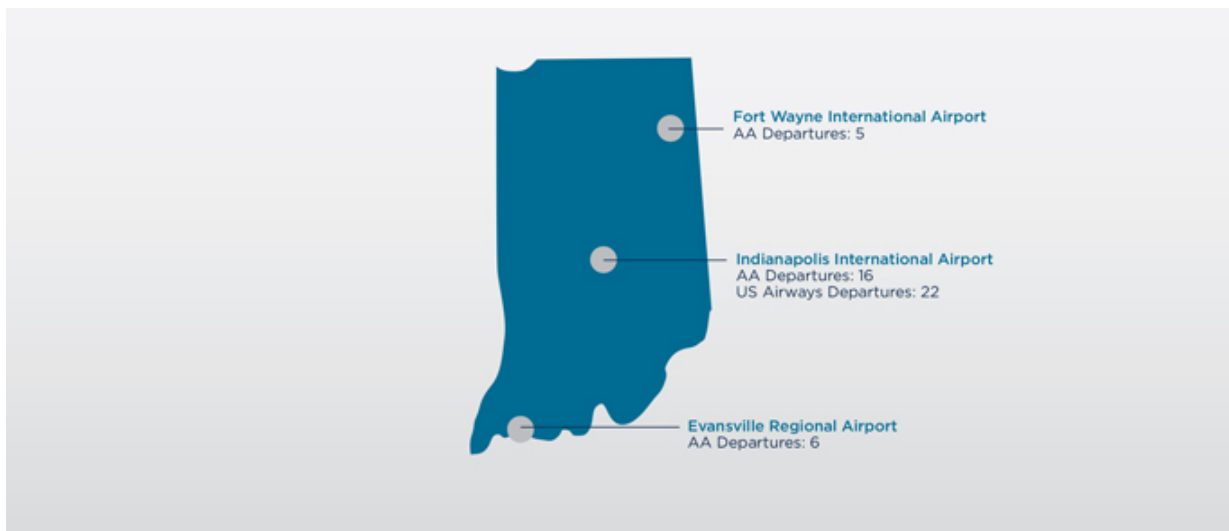 Fort Wayne International Airport
AA Departures: 5
Indianapolis International Airport
AA Departures: 16
US Airways Departures: 22
Evansville Regional Airport
AA Departures: 6